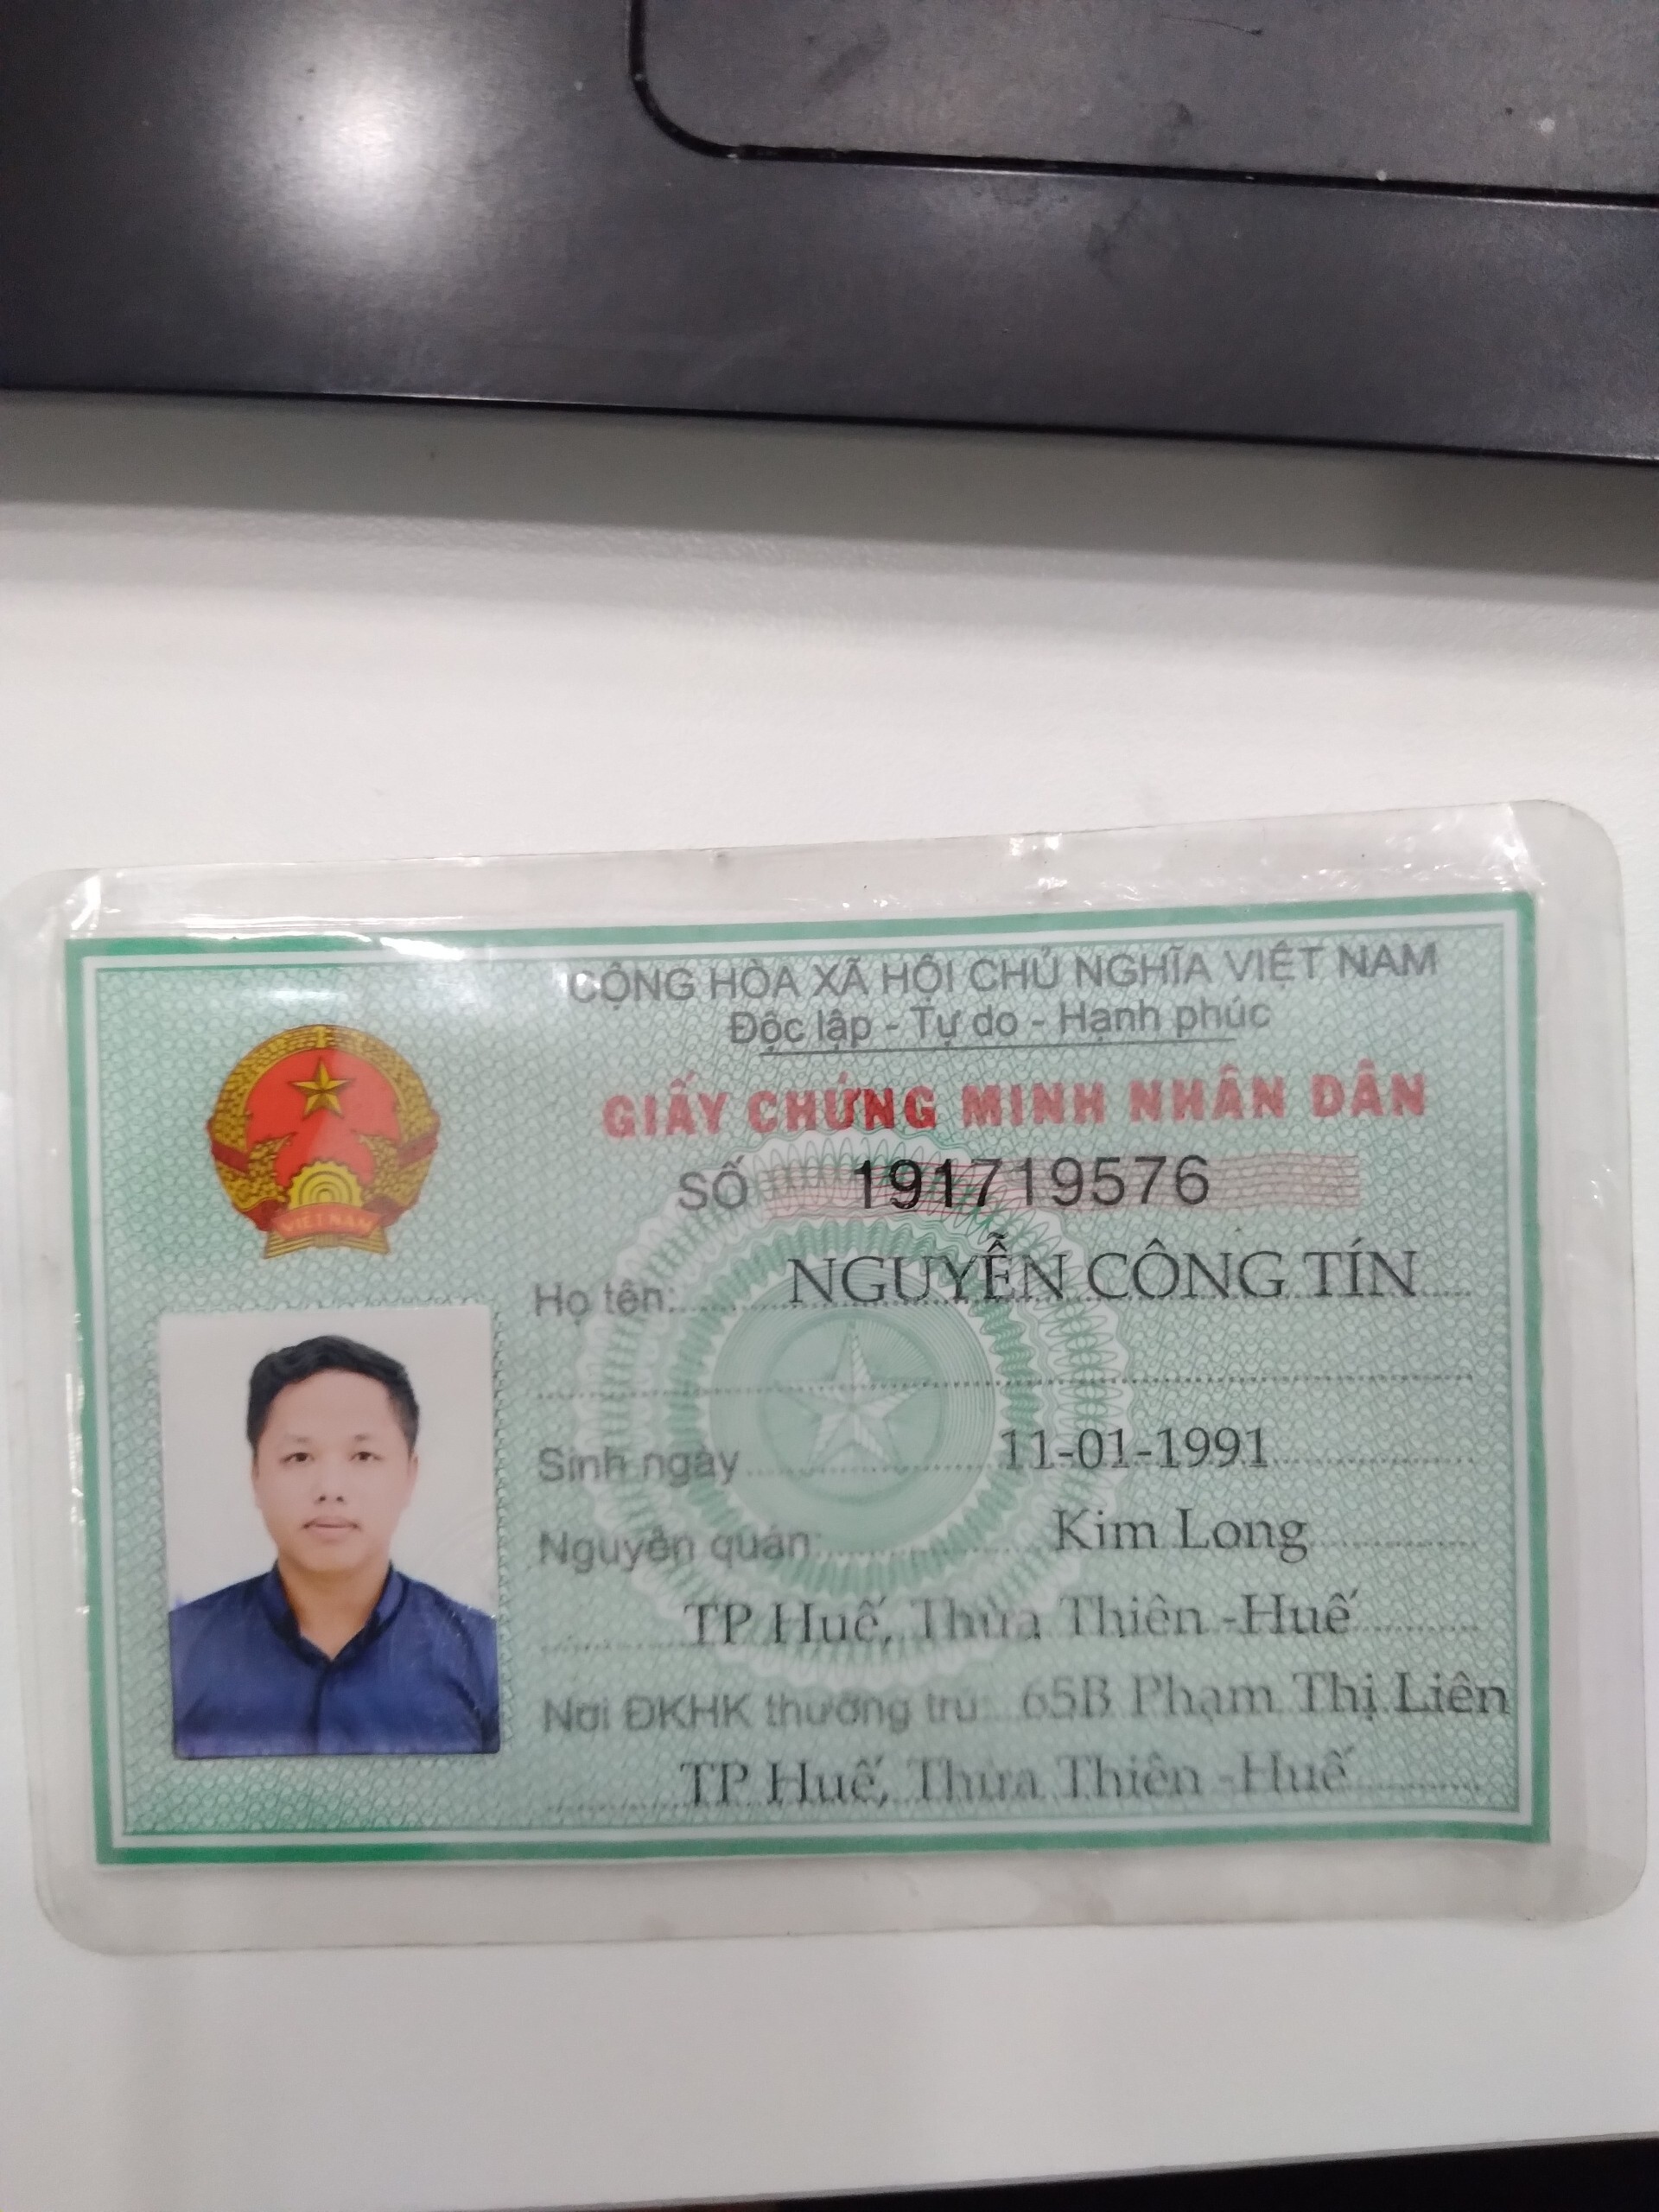 CỘNG HÒA XÃ HỘI CHỦ NGHĨA VIỆT NAM
Độc lập - Tự do - Hạnh phúc
GIẤY CHỨNG MINH NHÂN DÂN
SỐ 191719576
VIỆT NAM
Họ tên: NGUYỄN CÔNG TÍN
Sinh ngày 11-01-1991
Nguyên quán: Kim Long
TP Huế, Thừa Thiên -Huế
Nơi ĐKHK thường trú: 65B Phạm Thị Liên
TP Huế, Thừa Thiên -Huế